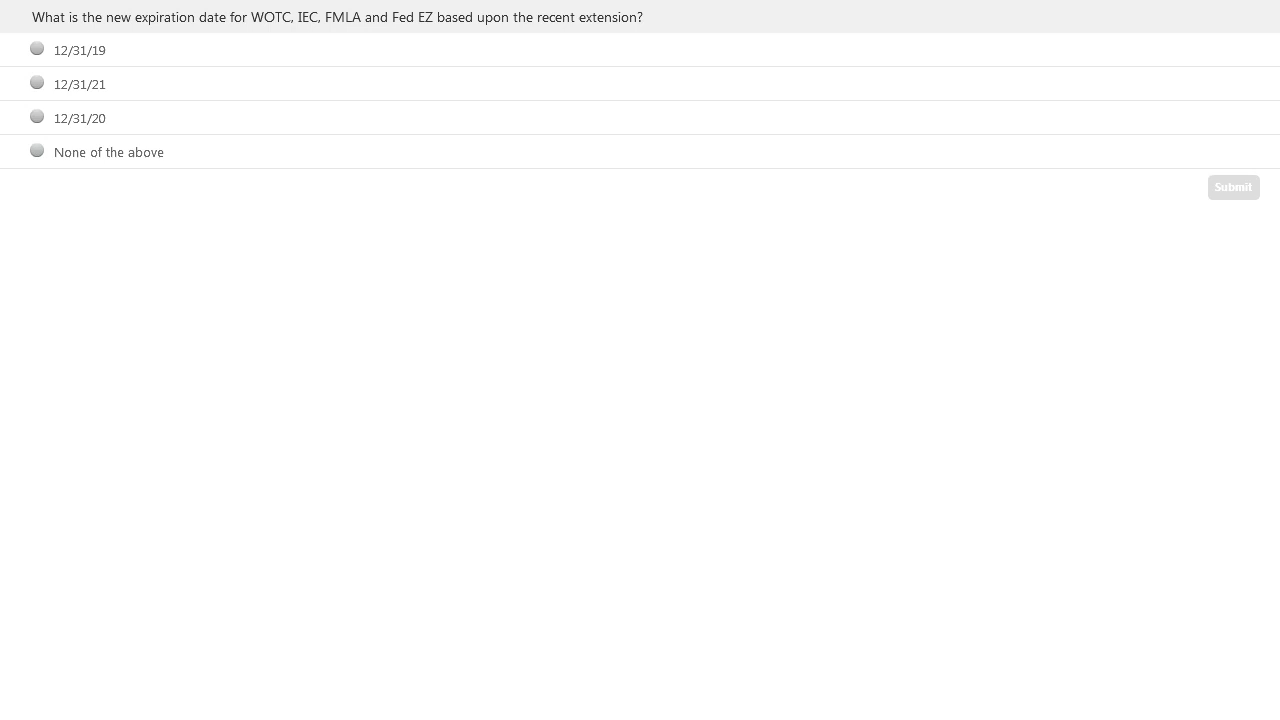 What is the new expiration date for WOTC, IEC, FMLA and Fed EZ based upon the recent extension?
12/31/19
12/31/21
12/31/20
None of the above
Submit